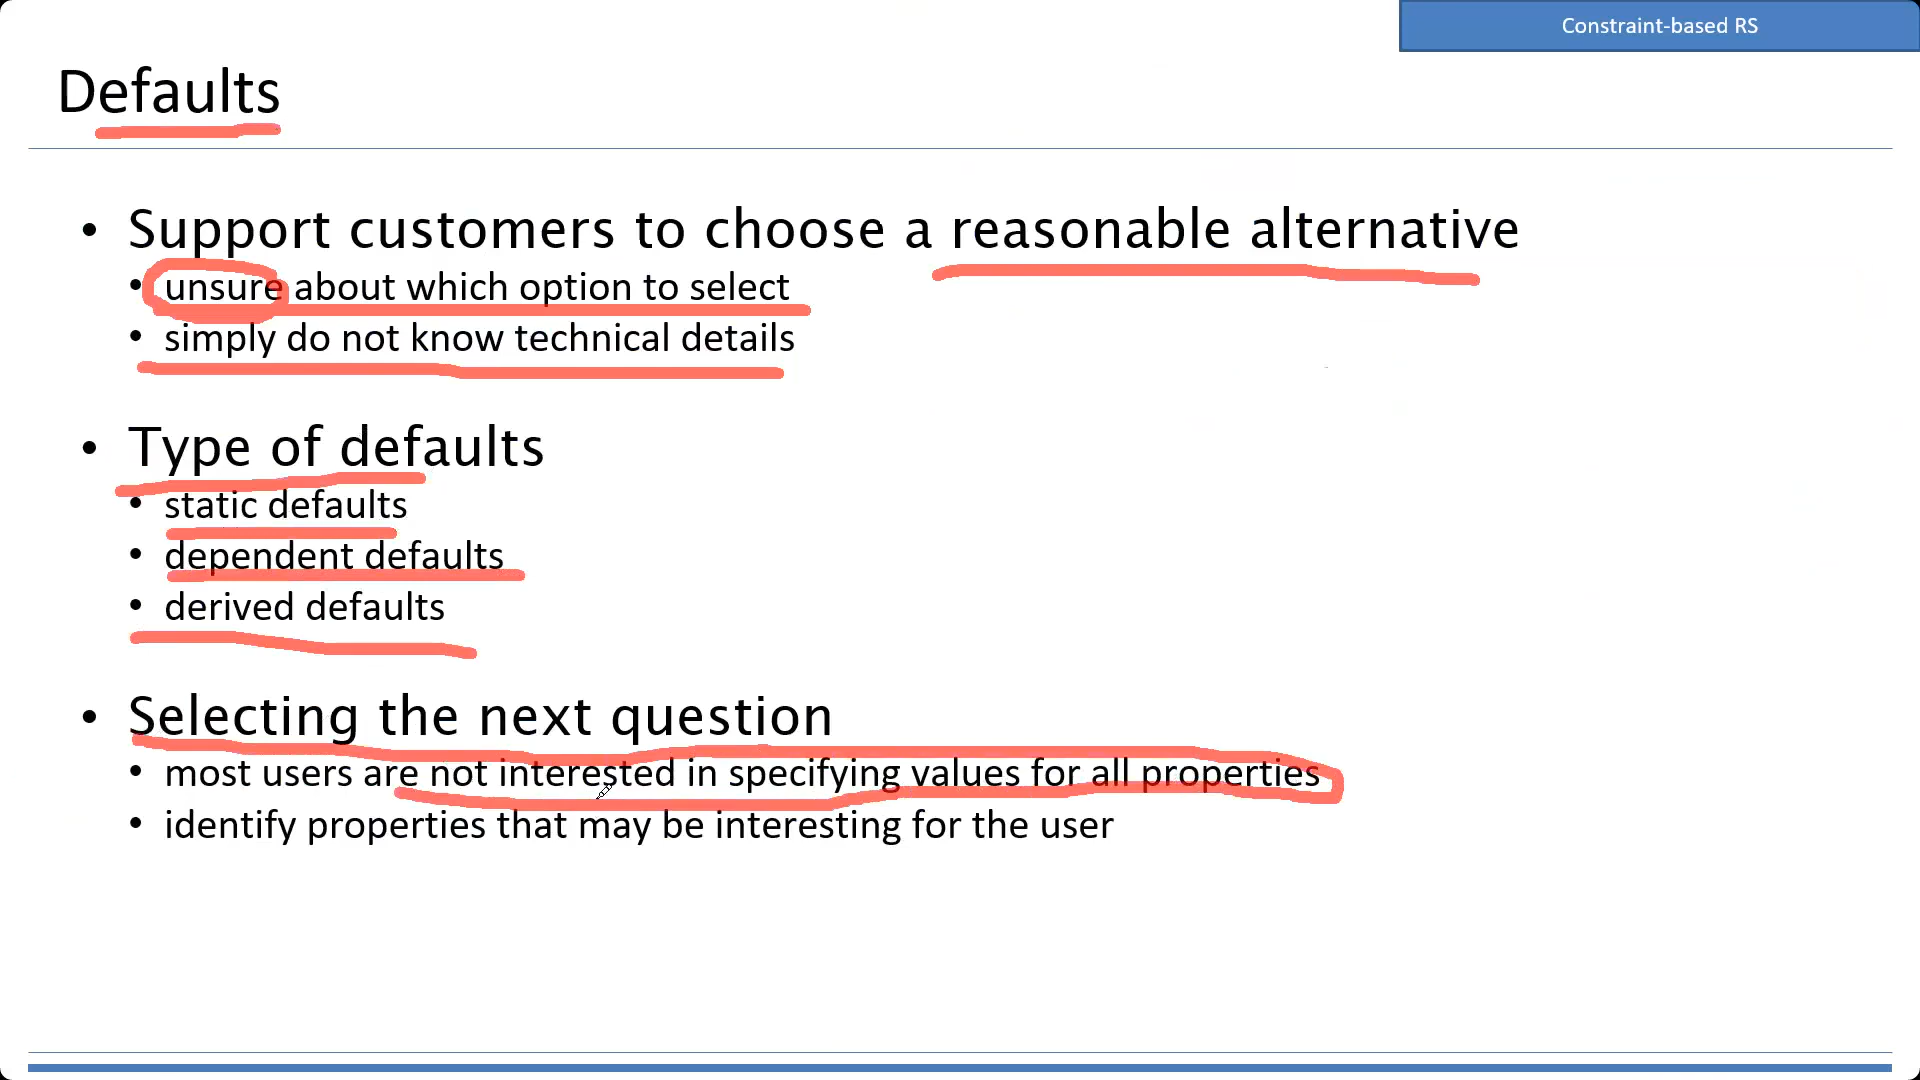 Constraint-based RS
Defaults
• Support customers to choose a reasonable alternative
• unsure about which option to select
• simply do not know technical details
• Type of defaults
• static defaults
• dependent defaults
• derived defaults
• Selecting the next question
• most users are not interested in specifying values for all properties
• identify properties that may be interesting for the user